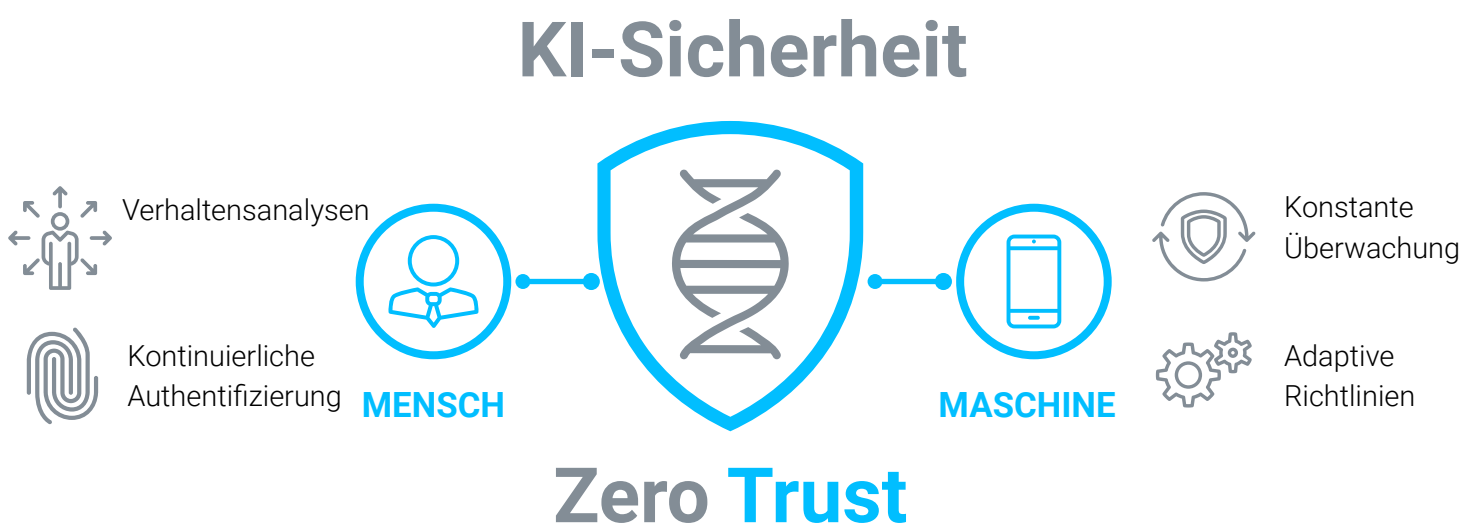 KI-Sicherheit
Verhaltensanalysen
Kontinuierliche
Authentifizierung
MENSCH
MASCHINE
Konstante
Überwachung
Adaptive
Richtlinien
Zero Trust